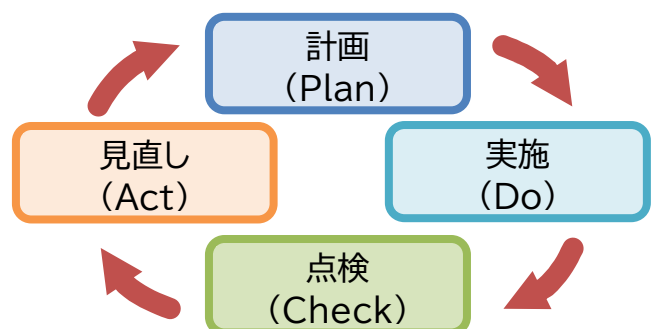 計画
（Plan）
実施
（Do）
点検
（Check）
見直し
（Act）